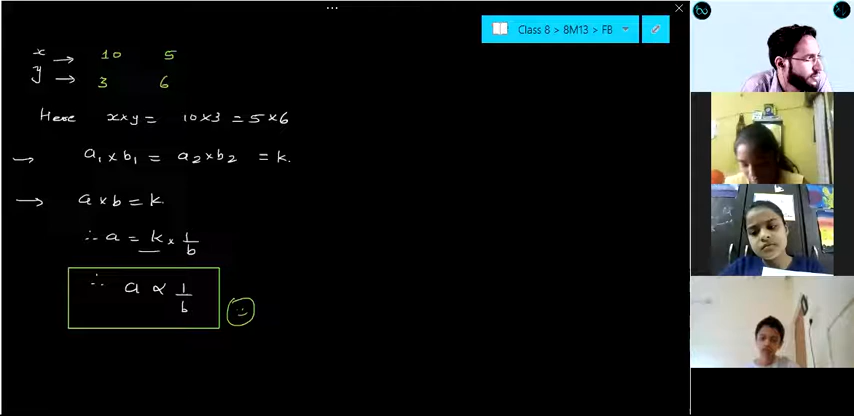 Class 8 > 8M13 > FB
x → 10 5
y → 3 6
Here x×y = 10×3 = 5×6
→ a₁×b₁ = a₂×b₂ = k.
→ a×b = k.
∴ a = k × 1/b
∴ a ∝ 1/b